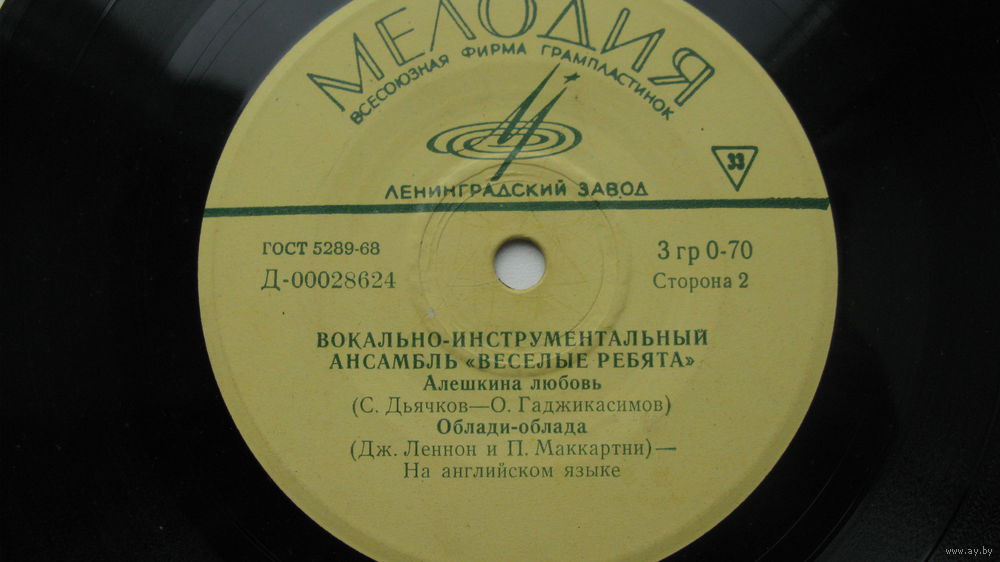 МЕЛОДИЯ
ВСЕСОЮЗНАЯ ФИРМА ГРАМПЛАСТИНОК
33
ЛЕНИНГРАДСКИЙ ЗАВОД
ГОСТ 5289-68
3 гр 0-70
Д-00028624
Сторона 2
ВОКАЛЬНО-ИНСТРУМЕНТАЛЬНЫЙ
АНСАМБЛЬ «ВЕСЕЛЫЕ РЕБЯТА»
Алешкина любовь
(С. Дьячков—О. Гаджикасимов)
Облади-облада
(Дж. Леннон и П. Маккартни)—
На английском языке
www.ay.by